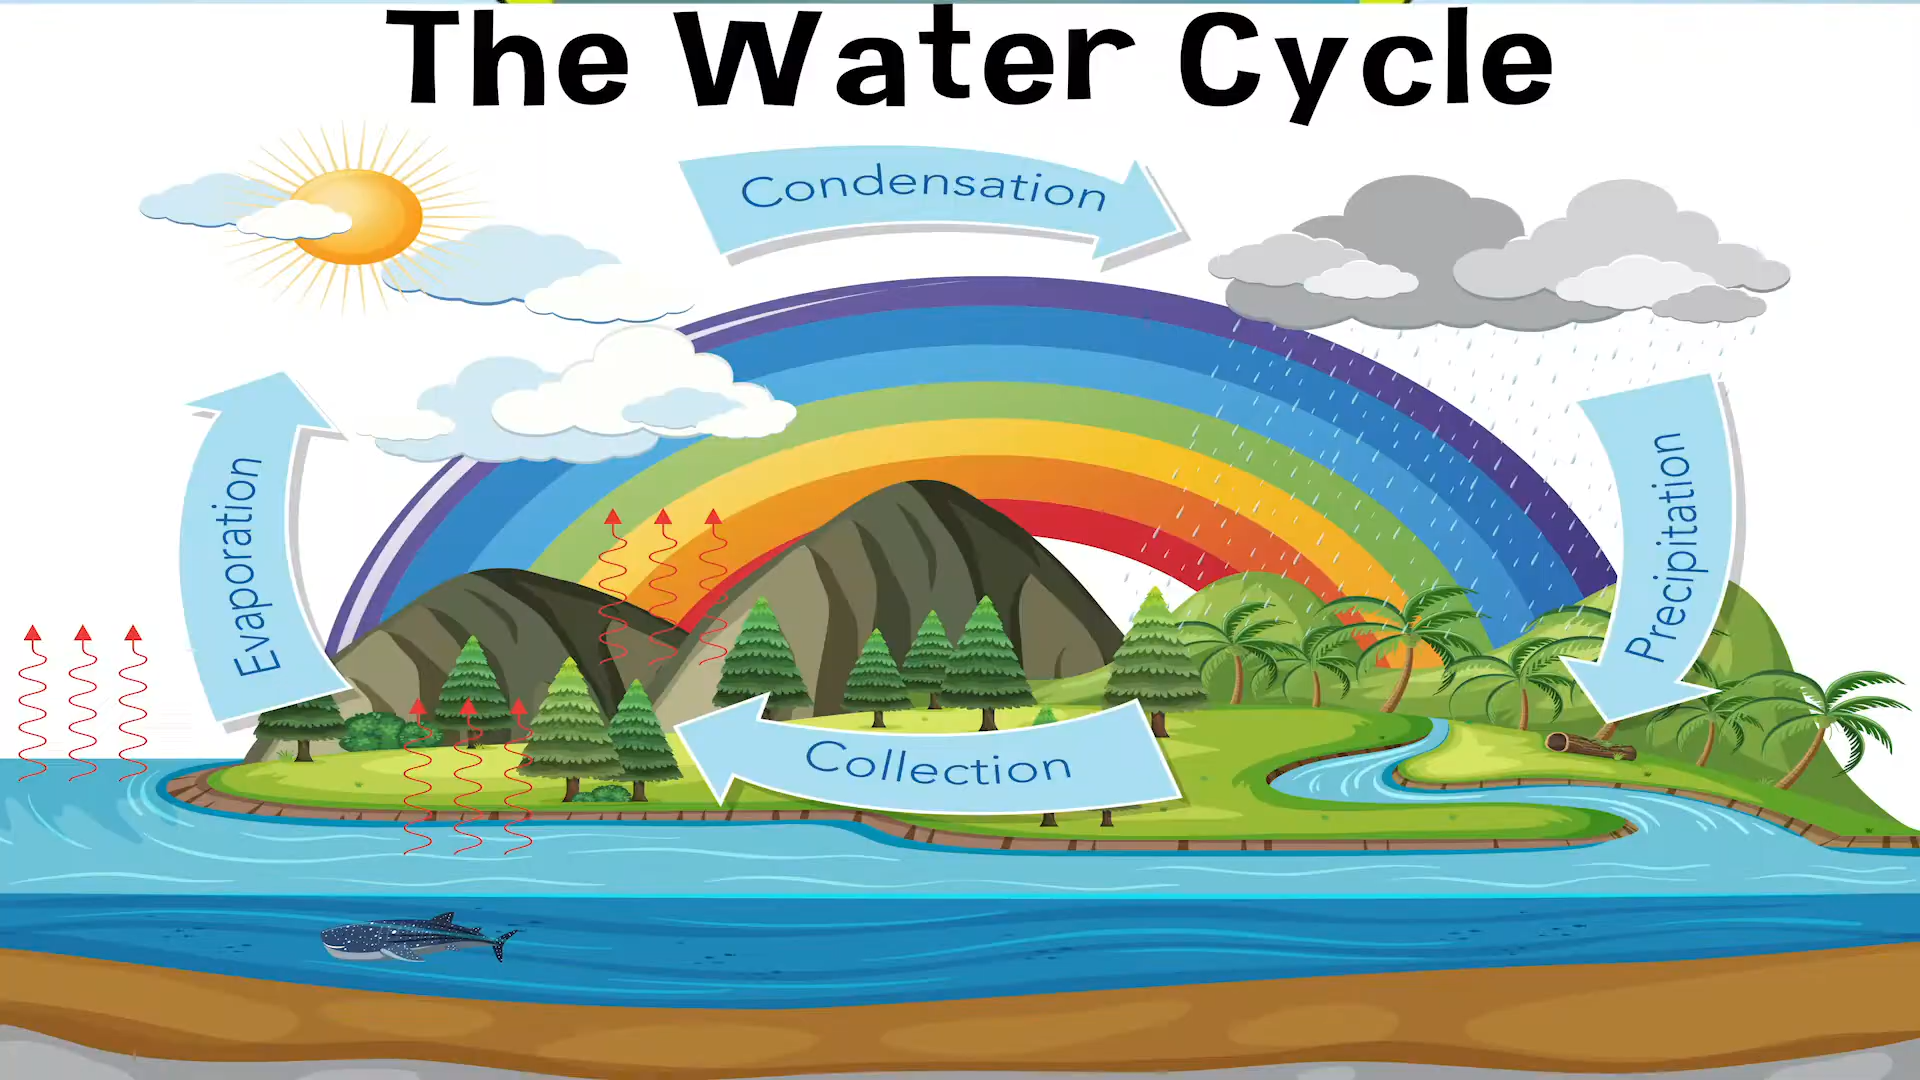 The Water Cycle
Condensation
Evaporation
Precipitation
Collection